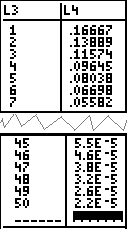 L3 L4
1 .16667
2 .13889
3 .11574
4 .09645
5 .08038
6 .06698
7 .05582
45 5.5E-5
46 4.6E-5
47 3.8E-5
48 3.2E-5
49 2.6E-5
50 2.2E-5
------